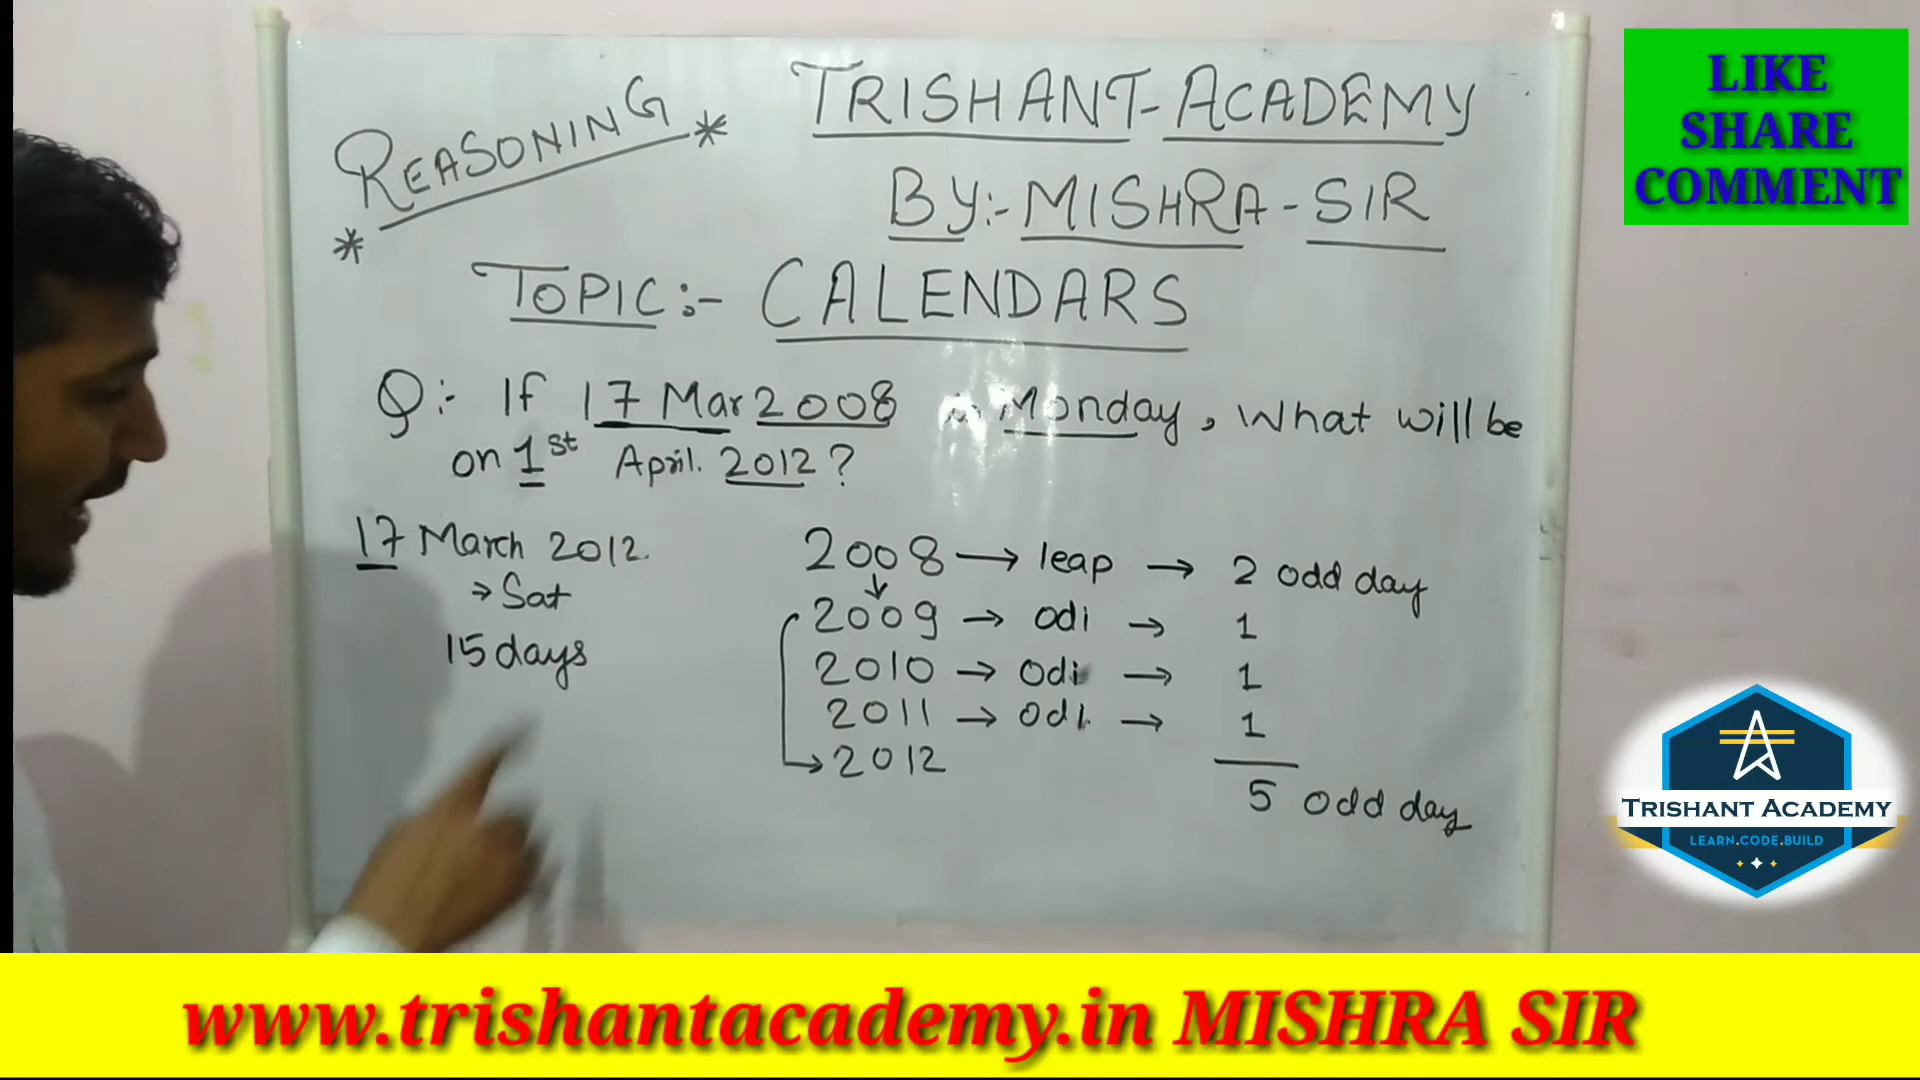 REASONING * TRISHANT-ACADEMY
BY:- MISHRA-SIR
*
TOPIC:- CALENDARS
Q:- If 17 Mar 2008 is Monday, What will be
on 1st April. 2012?
17 March 2012.
→ Sat
15 days
2008 → leap → 2 odd day
2009 → odi → 1
2010 → odi → 1
2011 → odi → 1
2012
5 odd day
LIKE
SHARE
COMMENT
TRISHANT ACADEMY
LEARN.CODE.BUILD
www.trishantacademy.in MISHRA SIR